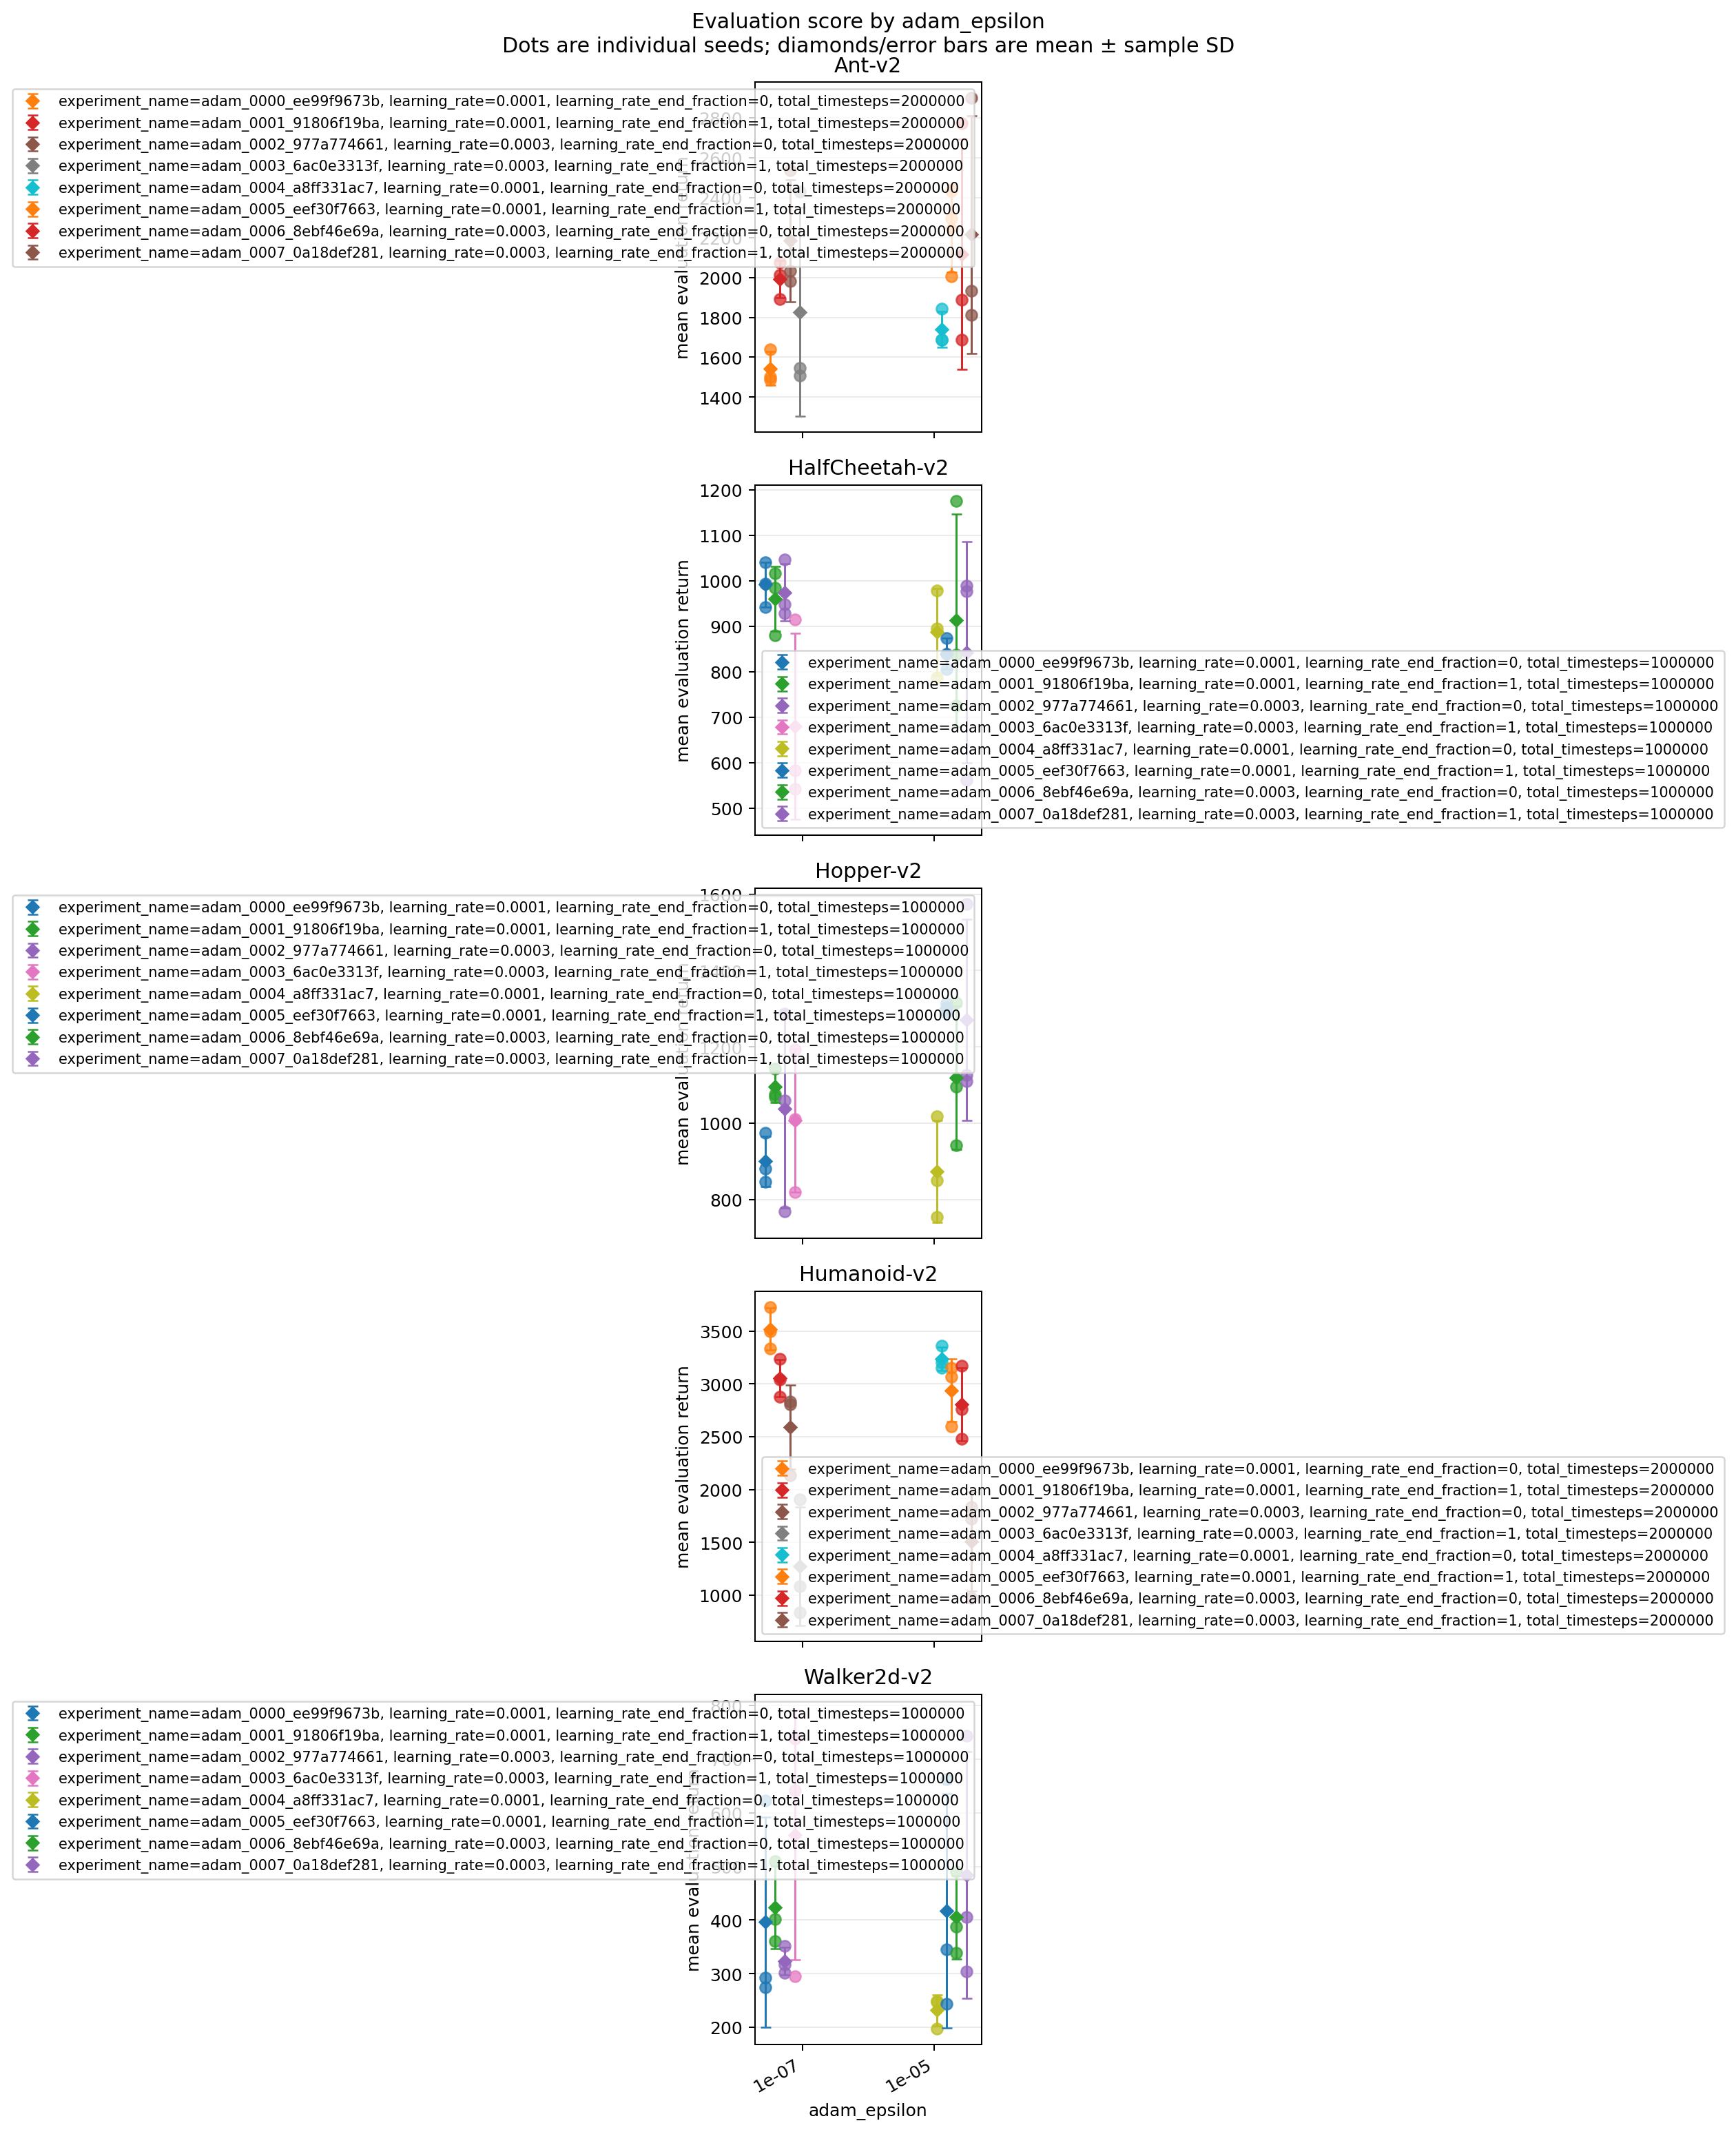 Evaluation score by adam_epsilon
Dots are individual seeds; diamonds/error bars are mean ± sample SD
Ant-v2
experiment_name=adam_0000_ee99f9673b, learning_rate=0.0001, learning_rate_end_fraction=0, total_timesteps=2000000
experiment_name=adam_0001_91806f19ba, learning_rate=0.0001, learning_rate_end_fraction=1, total_timesteps=2000000
experiment_name=adam_0002_977a774661, learning_rate=0.0003, learning_rate_end_fraction=0, total_timesteps=2000000
experiment_name=adam_0003_6ac0e3313f, learning_rate=0.0003, learning_rate_end_fraction=1, total_timesteps=2000000
experiment_name=adam_0004_a8ff331ac7, learning_rate=0.0001, learning_rate_end_fraction=0, total_timesteps=2000000
experiment_name=adam_0005_eef30f7663, learning_rate=0.0001, learning_rate_end_fraction=1, total_timesteps=2000000
experiment_name=adam_0006_8ebf46e69a, learning_rate=0.0003, learning_rate_end_fraction=0, total_timesteps=2000000
experiment_name=adam_0007_0a18def281, learning_rate=0.0003, learning_rate_end_fraction=1, total_timesteps=2000000
mean evaluation return
2800
2600
2400
2200
2000
1800
1600
1400
HalfCheetah-v2
mean evaluation return
1200
1100
1000
900
800
700
600
500
experiment_name=adam_0000_ee99f9673b, learning_rate=0.0001, learning_rate_end_fraction=0, total_timesteps=1000000
experiment_name=adam_0001_91806f19ba, learning_rate=0.0001, learning_rate_end_fraction=1, total_timesteps=1000000
experiment_name=adam_0002_977a774661, learning_rate=0.0003, learning_rate_end_fraction=0, total_timesteps=1000000
experiment_name=adam_0003_6ac0e3313f, learning_rate=0.0003, learning_rate_end_fraction=1, total_timesteps=1000000
experiment_name=adam_0004_a8ff331ac7, learning_rate=0.0001, learning_rate_end_fraction=0, total_timesteps=1000000
experiment_name=adam_0005_eef30f7663, learning_rate=0.0001, learning_rate_end_fraction=1, total_timesteps=1000000
experiment_name=adam_0006_8ebf46e69a, learning_rate=0.0003, learning_rate_end_fraction=0, total_timesteps=1000000
experiment_name=adam_0007_0a18def281, learning_rate=0.0003, learning_rate_end_fraction=1, total_timesteps=1000000
Hopper-v2
experiment_name=adam_0000_ee99f9673b, learning_rate=0.0001, learning_rate_end_fraction=0, total_timesteps=1000000
experiment_name=adam_0001_91806f19ba, learning_rate=0.0001, learning_rate_end_fraction=1, total_timesteps=1000000
experiment_name=adam_0002_977a774661, learning_rate=0.0003, learning_rate_end_fraction=0, total_timesteps=1000000
experiment_name=adam_0003_6ac0e3313f, learning_rate=0.0003, learning_rate_end_fraction=1, total_timesteps=1000000
experiment_name=adam_0004_a8ff331ac7, learning_rate=0.0001, learning_rate_end_fraction=0, total_timesteps=1000000
experiment_name=adam_0005_eef30f7663, learning_rate=0.0001, learning_rate_end_fraction=1, total_timesteps=1000000
experiment_name=adam_0006_8ebf46e69a, learning_rate=0.0003, learning_rate_end_fraction=0, total_timesteps=1000000
experiment_name=adam_0007_0a18def281, learning_rate=0.0003, learning_rate_end_fraction=1, total_timesteps=1000000
mean evaluation return
1600
1200
1000
800
Humanoid-v2
mean evaluation return
3500
3000
2500
2000
1500
1000
experiment_name=adam_0000_ee99f9673b, learning_rate=0.0001, learning_rate_end_fraction=0, total_timesteps=2000000
experiment_name=adam_0001_91806f19ba, learning_rate=0.0001, learning_rate_end_fraction=1, total_timesteps=2000000
experiment_name=adam_0002_977a774661, learning_rate=0.0003, learning_rate_end_fraction=0, total_timesteps=2000000
experiment_name=adam_0003_6ac0e3313f, learning_rate=0.0003, learning_rate_end_fraction=1, total_timesteps=2000000
experiment_name=adam_0004_a8ff331ac7, learning_rate=0.0001, learning_rate_end_fraction=0, total_timesteps=2000000
experiment_name=adam_0005_eef30f7663, learning_rate=0.0001, learning_rate_end_fraction=1, total_timesteps=2000000
experiment_name=adam_0006_8ebf46e69a, learning_rate=0.0003, learning_rate_end_fraction=0, total_timesteps=2000000
experiment_name=adam_0007_0a18def281, learning_rate=0.0003, learning_rate_end_fraction=1, total_timesteps=2000000
Walker2d-v2
experiment_name=adam_0000_ee99f9673b, learning_rate=0.0001, learning_rate_end_fraction=0, total_timesteps=1000000
experiment_name=adam_0001_91806f19ba, learning_rate=0.0001, learning_rate_end_fraction=1, total_timesteps=1000000
experiment_name=adam_0002_977a774661, learning_rate=0.0003, learning_rate_end_fraction=0, total_timesteps=1000000
experiment_name=adam_0003_6ac0e3313f, learning_rate=0.0003, learning_rate_end_fraction=1, total_timesteps=1000000
experiment_name=adam_0004_a8ff331ac7, learning_rate=0.0001, learning_rate_end_fraction=0, total_timesteps=1000000
experiment_name=adam_0005_eef30f7663, learning_rate=0.0001, learning_rate_end_fraction=1, total_timesteps=1000000
experiment_name=adam_0006_8ebf46e69a, learning_rate=0.0003, learning_rate_end_fraction=0, total_timesteps=1000000
experiment_name=adam_0007_0a18def281, learning_rate=0.0003, learning_rate_end_fraction=1, total_timesteps=1000000
mean evaluation return
800
700
600
400
300
200
1e-07
1e-05
adam_epsilon